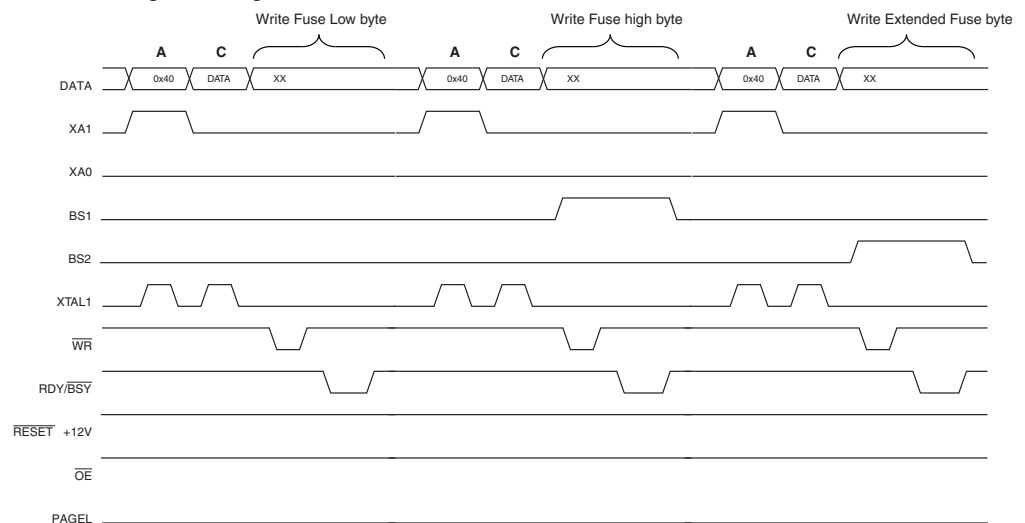 Write Fuse Low byte Write Fuse high byte Write Extended Fuse byte
A C A C A C
DATA 0x40 DATA XX 0x40 DATA XX 0x40 DATA XX
XA1
XA0
BS1
BS2
XTAL1
WR
RDY/BSY
RESET +12V
OE
PAGEL